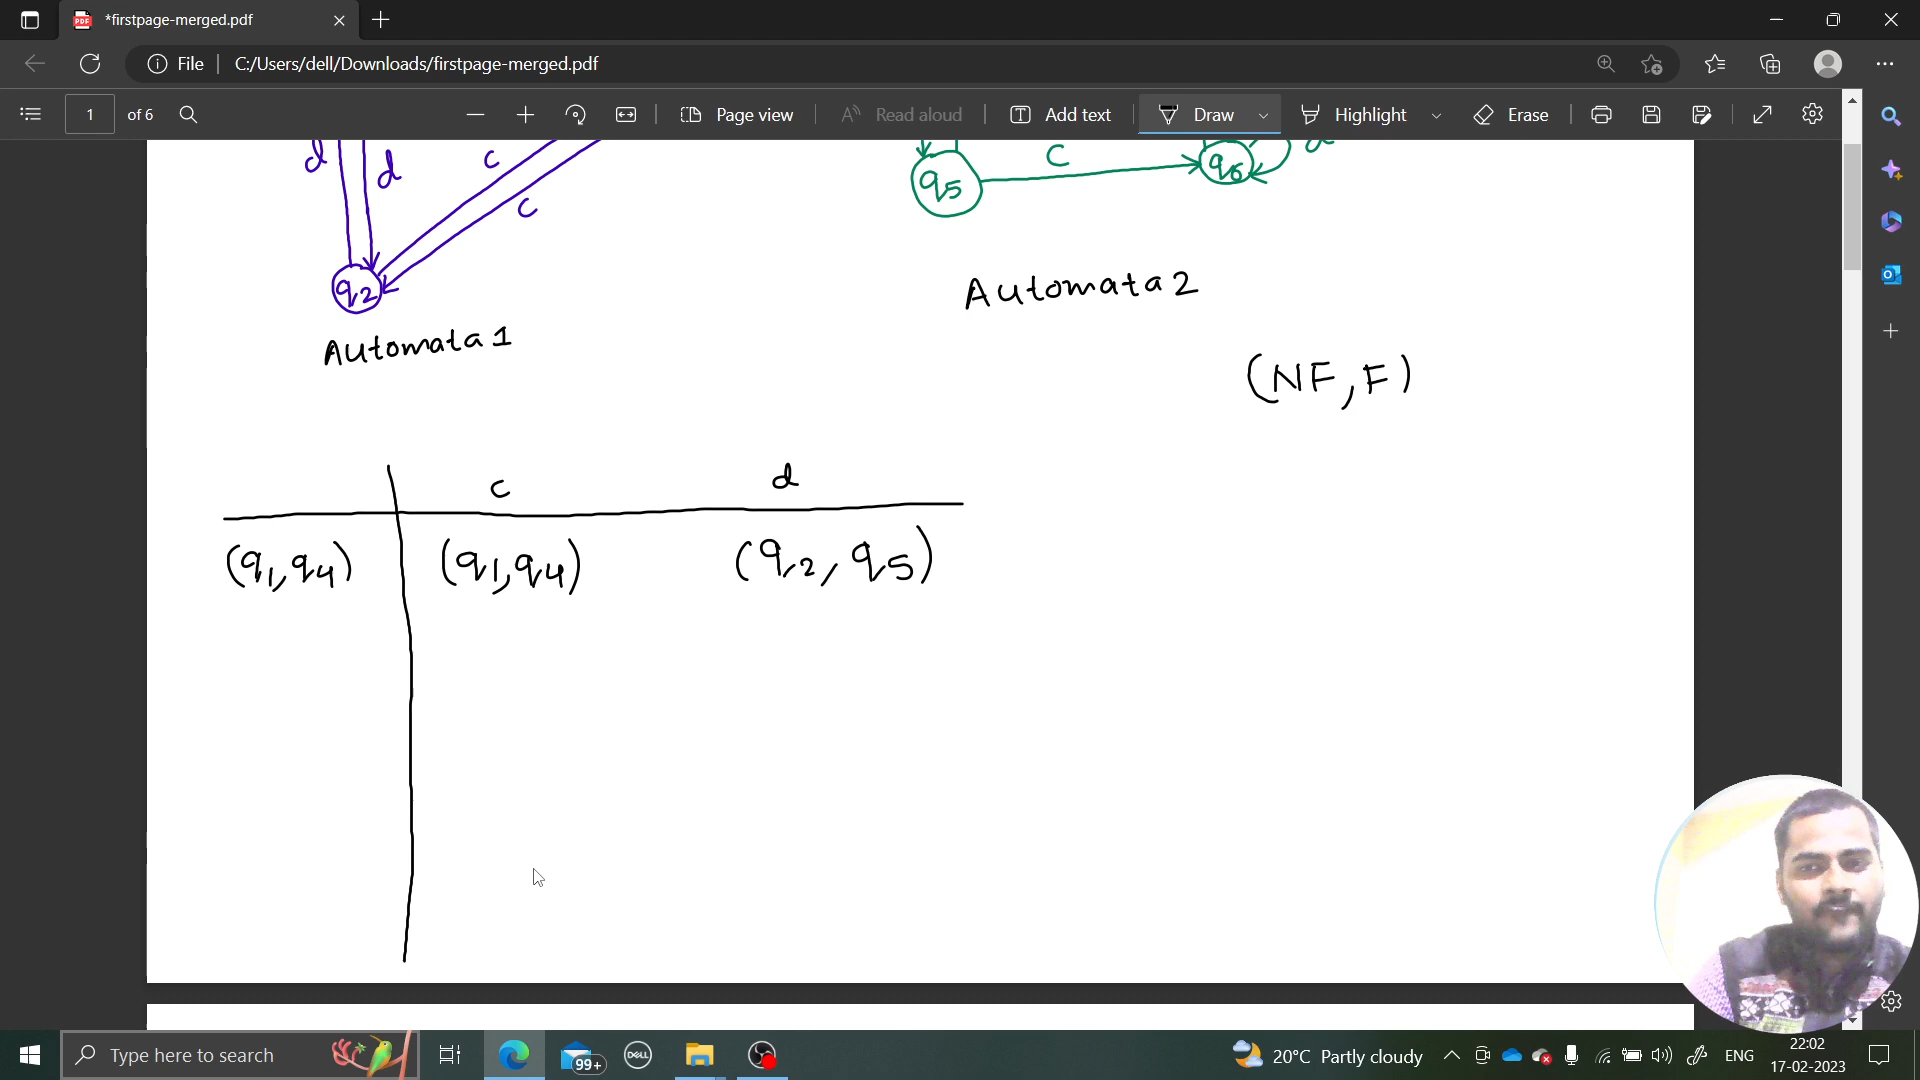 *firstpage-merged.pdf
File C:/Users/dell/Downloads/firstpage-merged.pdf
1 of 6 Page view Read aloud Add text Draw Highlight Erase
d d c c
q2
Automata 1
q5 c q6 d
Automata 2
(NF, F)
c d
(q1, q4) (q1, q4) (q2, q5)
Type here to search
99+
DELL
20°C Partly cloudy
ENG
22:02
17-02-2023